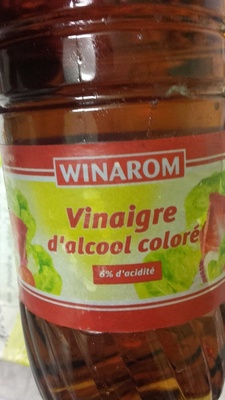 WINAROM
Vinaigre
d'alcool coloré
6% d'acidité